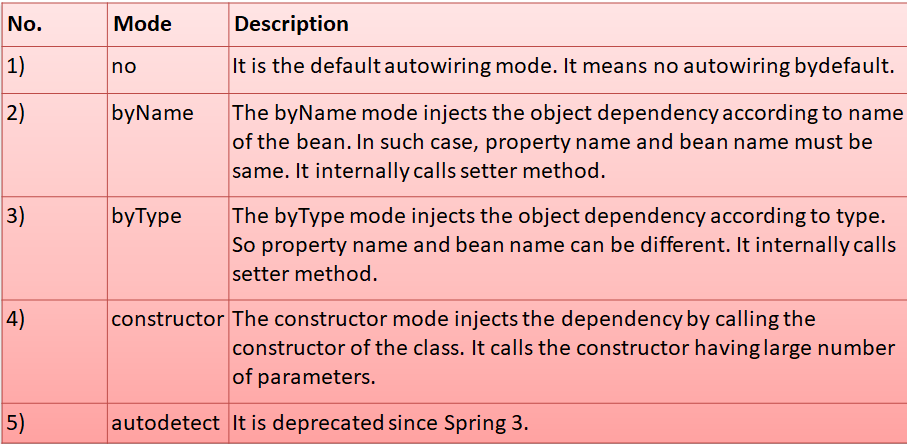 No. Mode Description
1) no It is the default autowiring mode. It means no autowiring bydefault.
2) byName The byName mode injects the object dependency according to name
of the bean. In such case, property name and bean name must be
same. It internally calls setter method.
3) byType The byType mode injects the object dependency according to type.
So property name and bean name can be different. It internally calls
setter method.
4) constructor The constructor mode injects the dependency by calling the
constructor of the class. It calls the constructor having large number
of parameters.
5) autodetect It is deprecated since Spring 3.